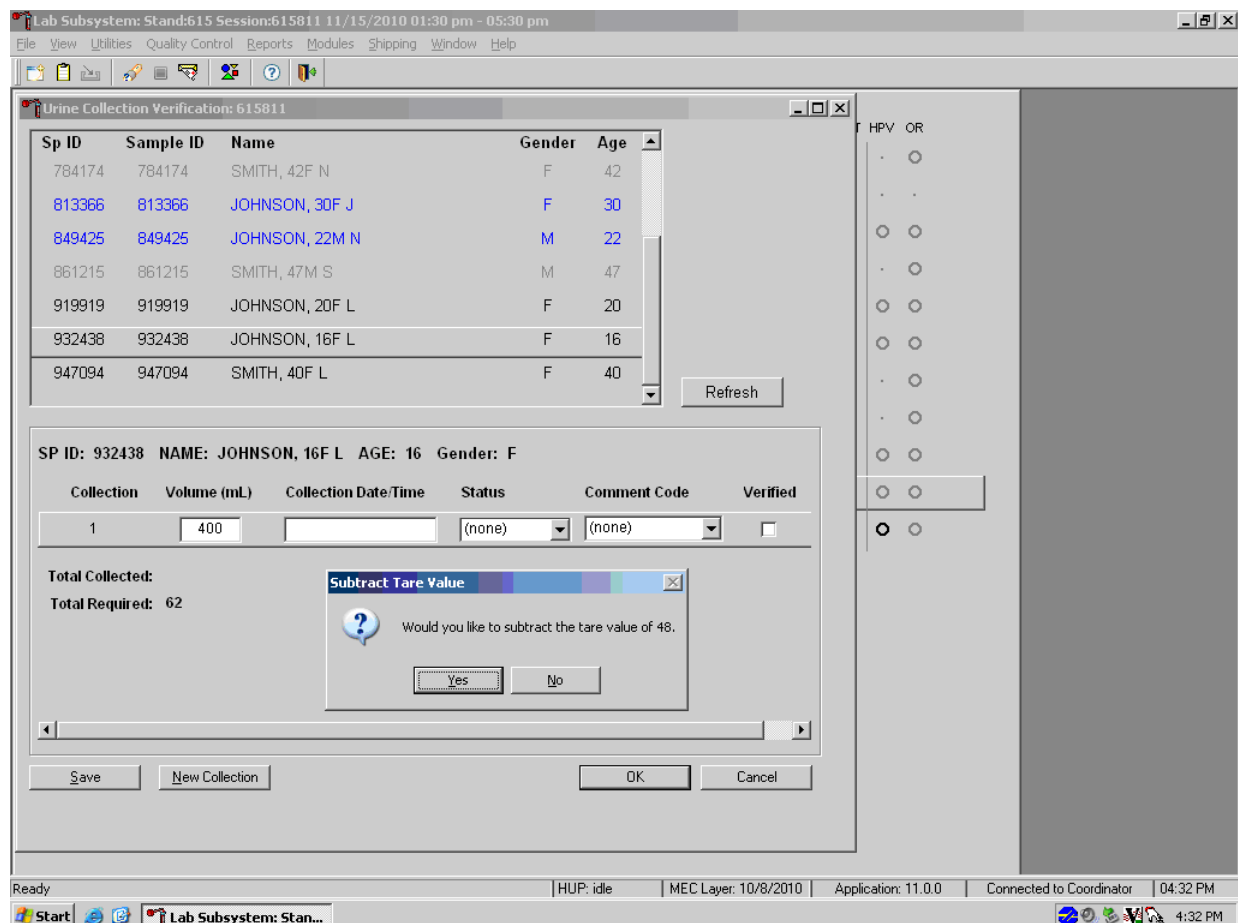 Lab Subsystem: Stand:615 Session:615811 11/15/2010 01:30 pm - 05:30 pm
File View Utilities Quality Control Reports Modules Shipping Window Help
Urine Collection Verification: 615811
T HPV OR
Sp ID Sample ID Name Gender Age
784174 784174 SMITH, 42F N F 42
813366 813366 JOHNSON, 30F J F 30
849425 849425 JOHNSON, 22M N M 22
861215 861215 SMITH, 47M S M 47
919919 919919 JOHNSON, 20F L F 20
932438 932438 JOHNSON, 16F L F 16
947094 947094 SMITH, 40F L F 40
Refresh
SP ID: 932438 NAME: JOHNSON, 16F L AGE: 16 Gender: F
Collection Volume (mL) Collection Date/Time Status Comment Code Verified
1 400 (none) (none)
Total Collected:
Total Required: 62
Subtract Tare Value
Would you like to subtract the tare value of 48.
Yes No
Save New Collection OK Cancel
Ready HUP: idle MEC Layer: 10/8/2010 Application: 11.0.0 Connected to Coordinator 04:32 PM
Start Lab Subsystem: Stan... 4:32 PM